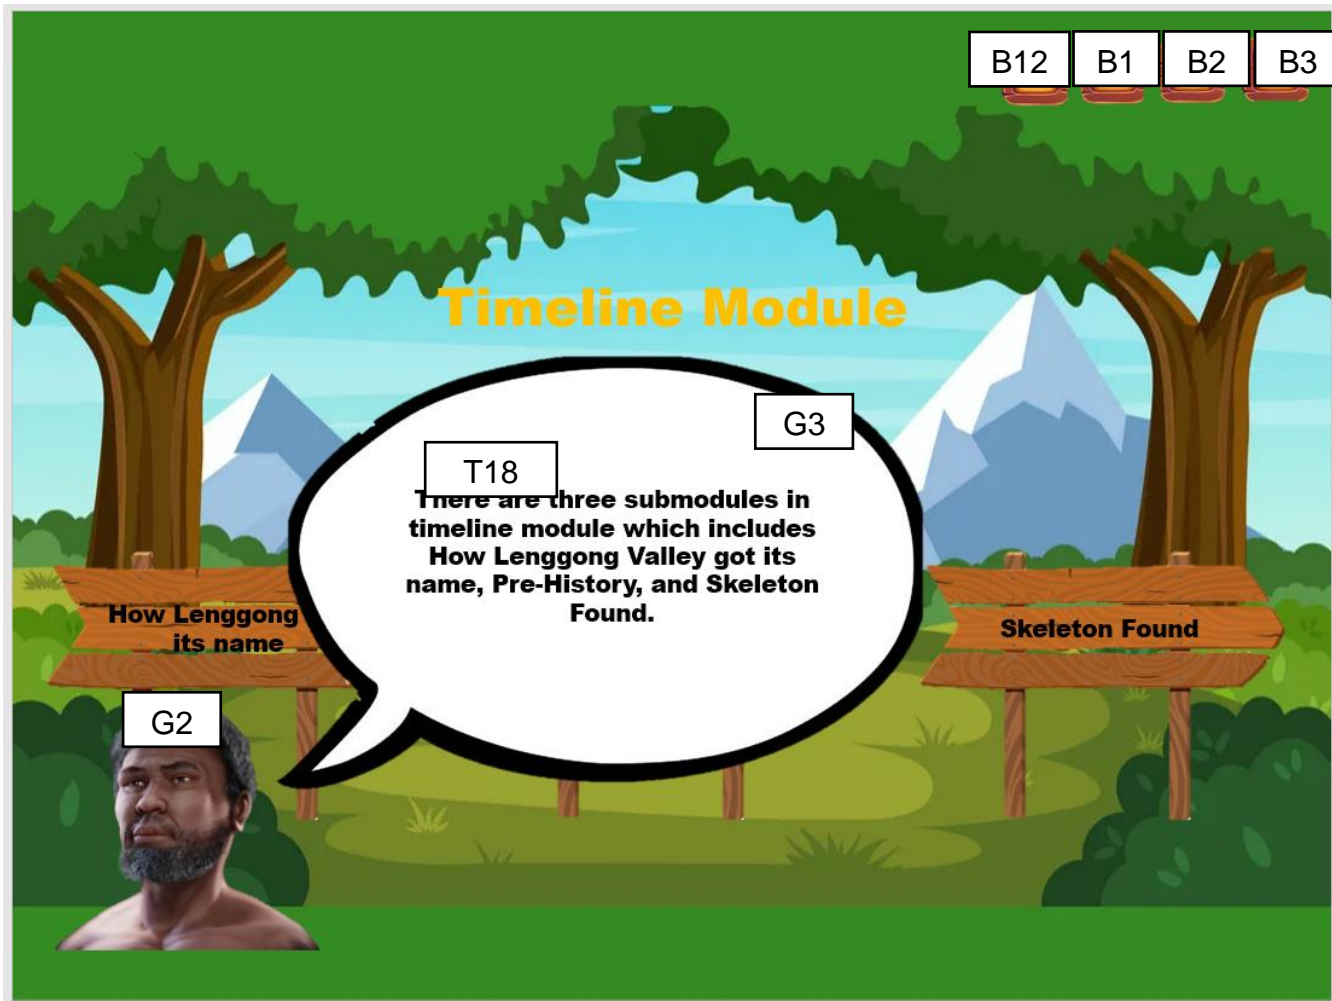 B12 B1 B2 B3
Timeline Module
G3
T18
There are three submodules in
timeline module which includes
How Lenggong Valley got its
name, Pre-History, and Skeleton
Found.
How Lenggong
its name
Skeleton Found
G2